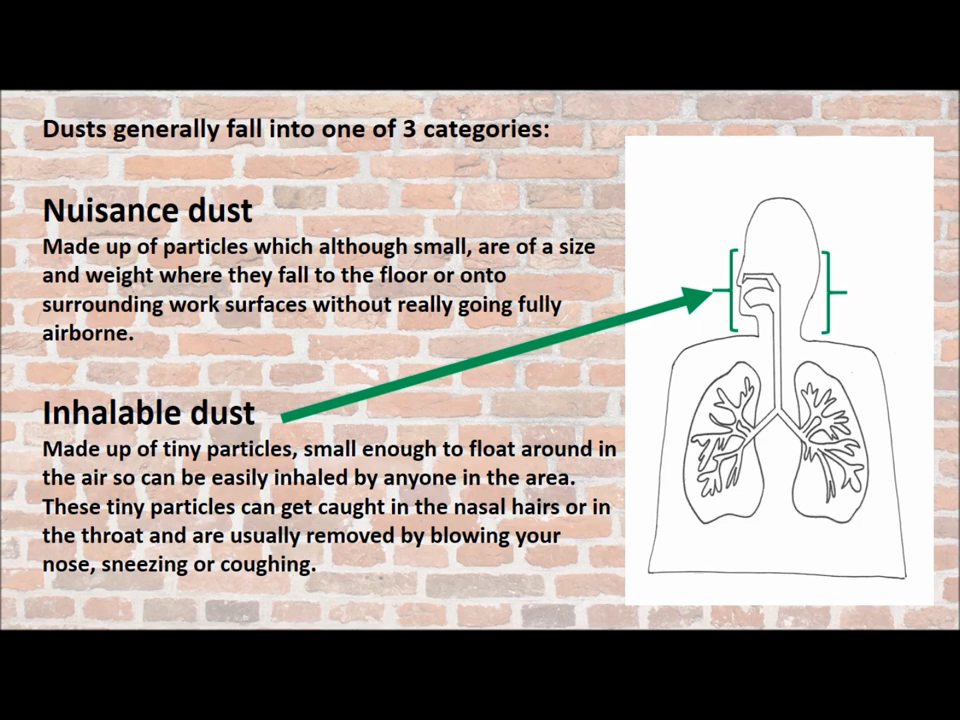 Dusts generally fall into one of 3 categories:
Nuisance dust
Made up of particles which although small, are of a size
and weight where they fall to the floor or onto
surrounding work surfaces without really going fully
airborne.
Inhalable dust
Made up of tiny particles, small enough to float around in
the air so can be easily inhaled by anyone in the area.
These tiny particles can get caught in the nasal hairs or in
the throat and are usually removed by blowing your
nose, sneezing or coughing.